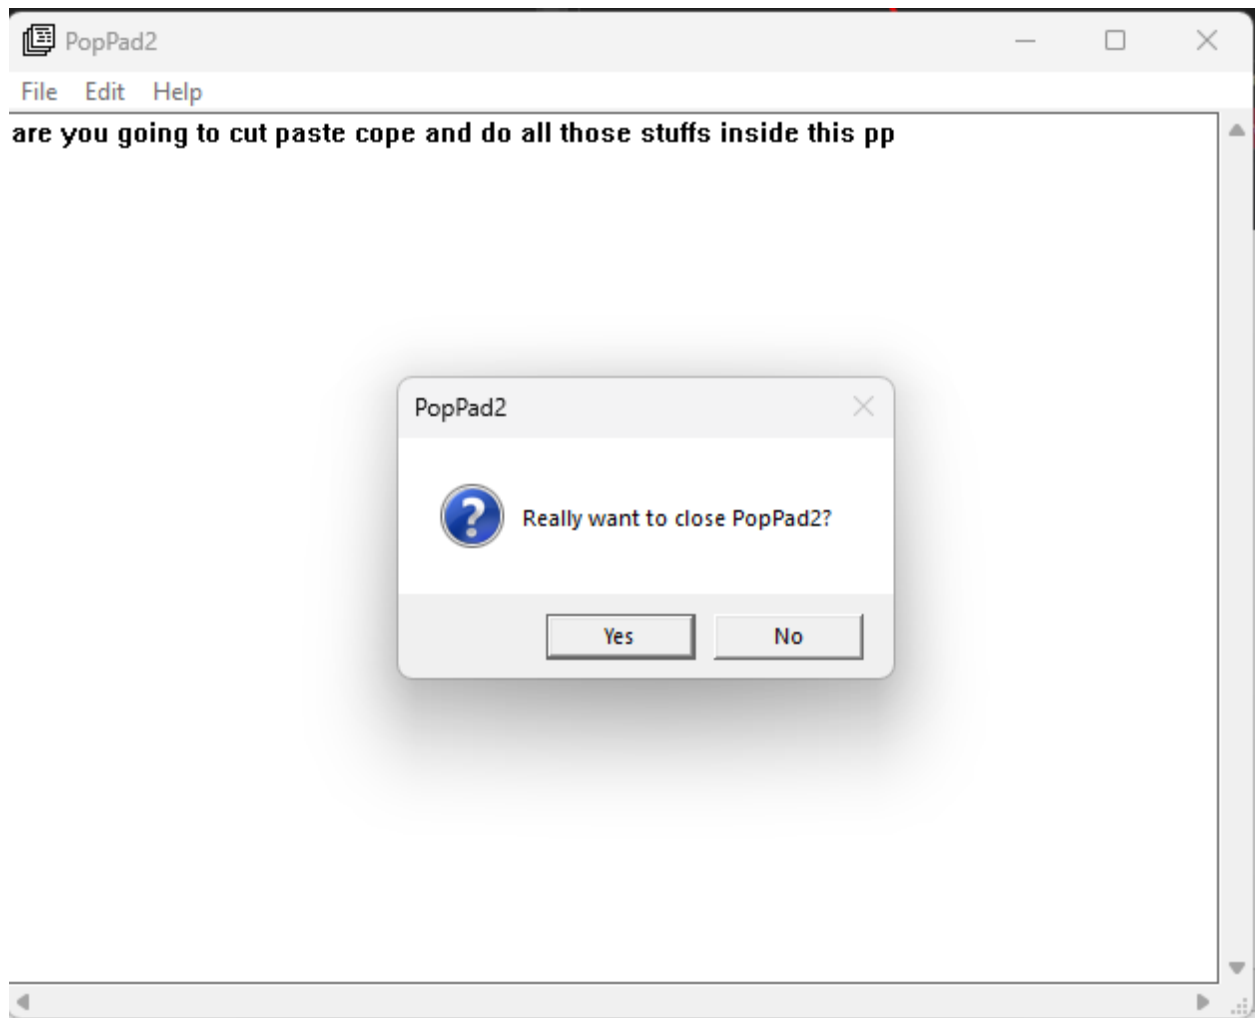 PopPad2
File Edit Help
are you going to cut paste cope and do all those stuffs inside this pp
PopPad2
Really want to close PopPad2?
Yes No